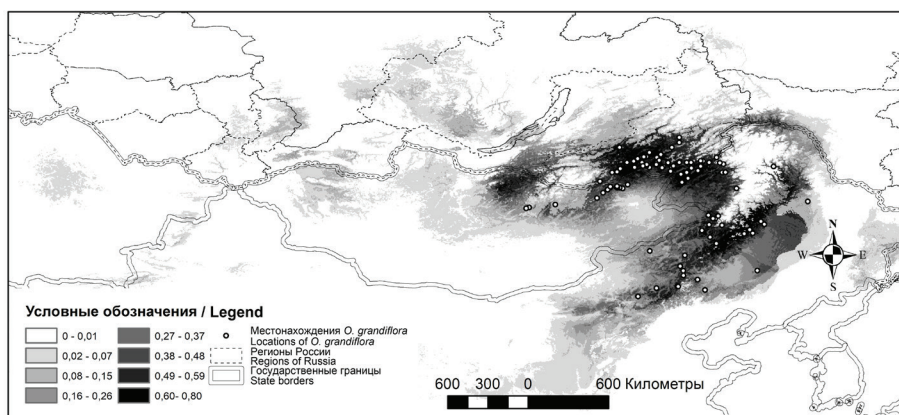 N
W E
S
Условные обозначения / Legend
0 - 0,01
0,02 - 0,07
0,08 - 0,15
0,16 - 0,26
0,27 - 0,37
0,38 - 0,48
0,49 - 0,59
0,60- 0,80
Местонахождения O. grandiflora
Locations of O. grandiflora
Регионы России
Regions of Russia
Государственные границы
State borders
600 300 0 600 Километры